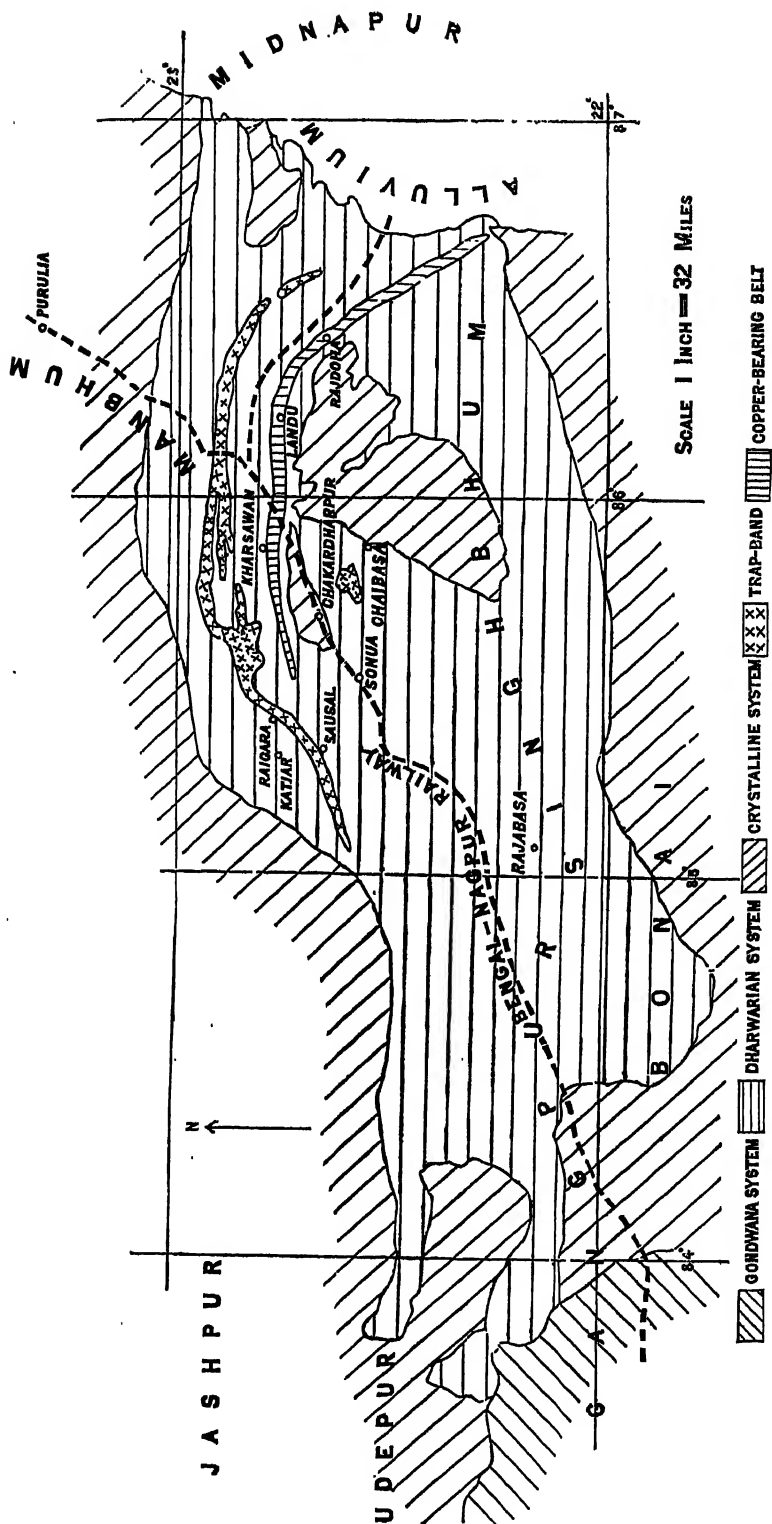 MIDNAPUR
23°
PURULIA
MANBHUM
ALLUVIUM
KHARSAWAN
LANDU
RAIDORA
CHAKARDHARPUR
CHAIBASA
SONUA
RAIGARA
KATIAR
SAUSAL
SINGHBHUM
RAJABASA
BENGAL-NAGPUR RAILWAY
JASHPUR
N
UDEPUR
GANGPUR
BONAI
22°
87°
86°
85°
84°
SCALE 1 INCH=32 MILES
GONDWANA SYSTEM
DHARWARIAN SYSTEM
CRYSTALLINE SYSTEM
TRAP-BAND
COPPER-BEARING BELT